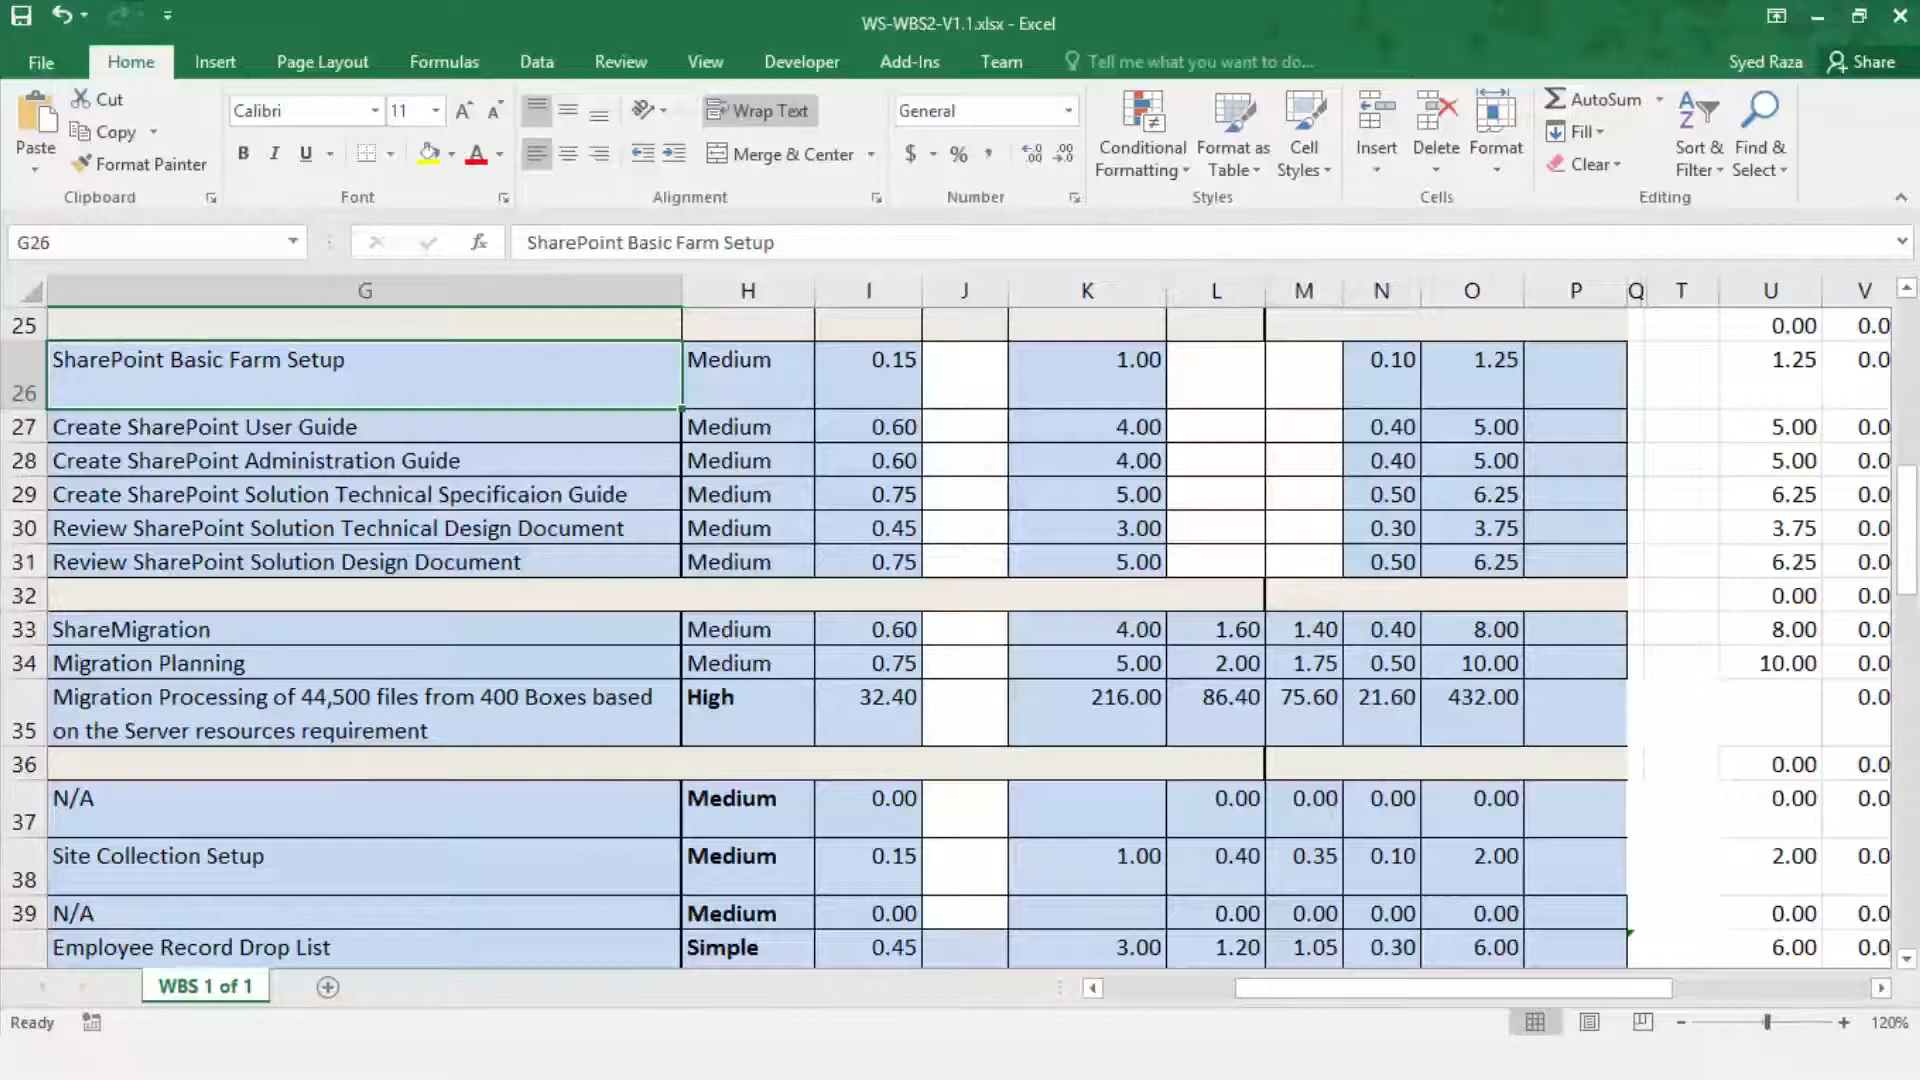 WS-WBS2-V1.1.xlsx - Excel
File Home Insert Page Layout Formulas Data Review View Developer Add-Ins Team Tell me what you want to do... Syed Raza Share
Paste
Cut
Copy
Format Painter
Clipboard
Calibri 11
B I U
Font
Wrap Text
Merge & Center
Alignment
General
$ % ,
Number
Conditional Formatting
Format as Table
Cell Styles
Styles
Insert Delete Format
Cells
AutoSum
Fill
Clear
Sort & Filter
Find & Select
Editing
G26 fx SharePoint Basic Farm Setup
G H I J K L M N O P Q T U V
25 0.00 0.0
26 SharePoint Basic Farm Setup Medium 0.15 1.00 0.10 1.25 1.25 0.0
27 Create SharePoint User Guide Medium 0.60 4.00 0.40 5.00 5.00 0.0
28 Create SharePoint Administration Guide Medium 0.60 4.00 0.40 5.00 5.00 0.0
29 Create SharePoint Solution Technical Specificaion Guide Medium 0.75 5.00 0.50 6.25 6.25 0.0
30 Review SharePoint Solution Technical Design Document Medium 0.45 3.00 0.30 3.75 3.75 0.0
31 Review SharePoint Solution Design Document Medium 0.75 5.00 0.50 6.25 6.25 0.0
32 0.00 0.0
33 ShareMigration Medium 0.60 4.00 1.60 1.40 0.40 8.00 8.00 0.0
34 Migration Planning Medium 0.75 5.00 2.00 1.75 0.50 10.00 10.00 0.0
Migration Processing of 44,500 files from 400 Boxes based High 32.40 216.00 86.40 75.60 21.60 432.00 0.0
35 on the Server resources requirement
36 0.00 0.0
37 N/A Medium 0.00 0.00 0.00 0.00 0.00 0.00 0.0
38 Site Collection Setup Medium 0.15 1.00 0.40 0.35 0.10 2.00 2.00 0.0
39 N/A Medium 0.00 0.00 0.00 0.00 0.00 0.00 0.0
Employee Record Drop List Simple 0.45 3.00 1.20 1.05 0.30 6.00 6.00 0.0
WBS 1 of 1
Ready 120%